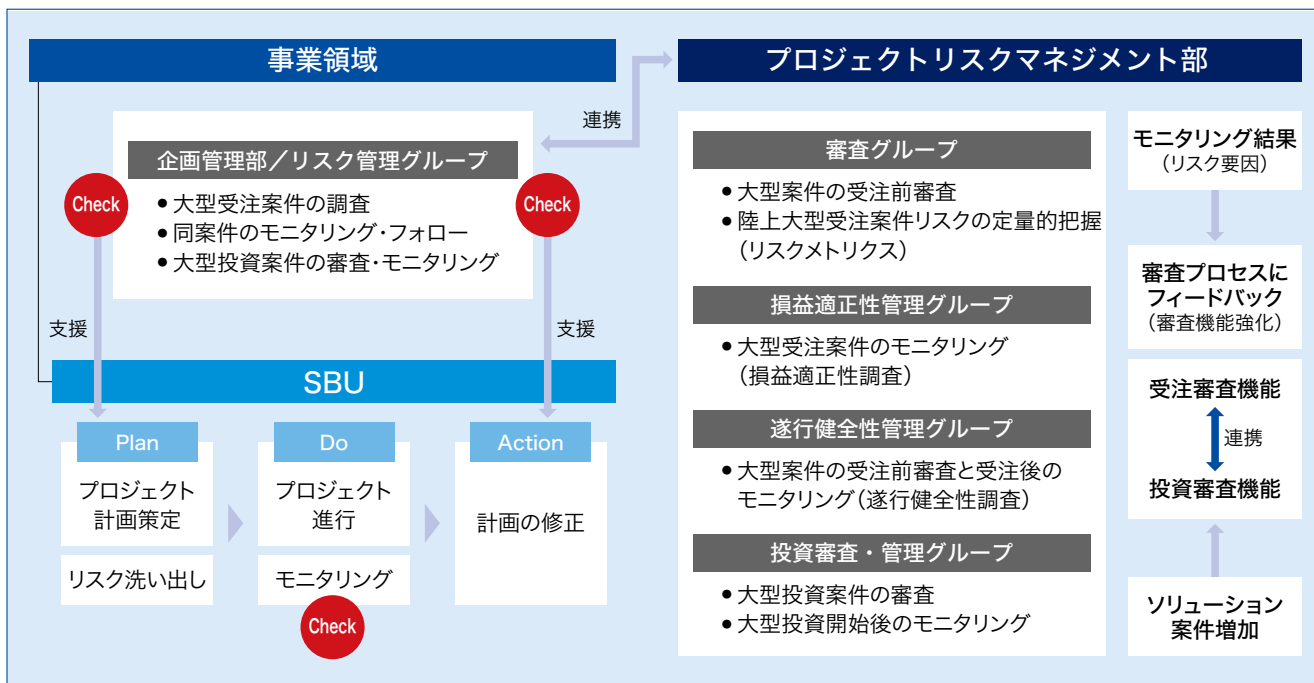 事業領域
連携
企画管理部／リスク管理グループ
Check
Check
●大型受注案件の調査
●同案件のモニタリング・フォロー
●大型投資案件の審査・モニタリング
支援
支援
SBU
Plan
プロジェクト
計画策定
リスク洗い出し
Do
プロジェクト
進行
モニタリング
Check
Action
計画の修正
プロジェクトリスクマネジメント部
審査グループ
●大型案件の受注前審査
●陸上大型受注案件リスクの定量的把握
（リスクメトリクス）
損益適正性管理グループ
●大型受注案件のモニタリング
（損益適正性調査）
遂行健全性管理グループ
●大型案件の受注前審査と受注後の
モニタリング（遂行健全性調査）
投資審査・管理グループ
●大型投資案件の審査
●大型投資開始後のモニタリング
モニタリング結果
（リスク要因）
審査プロセスに
フィードバック
（審査機能強化）
受注審査機能
連携
投資審査機能
ソリューション
案件増加